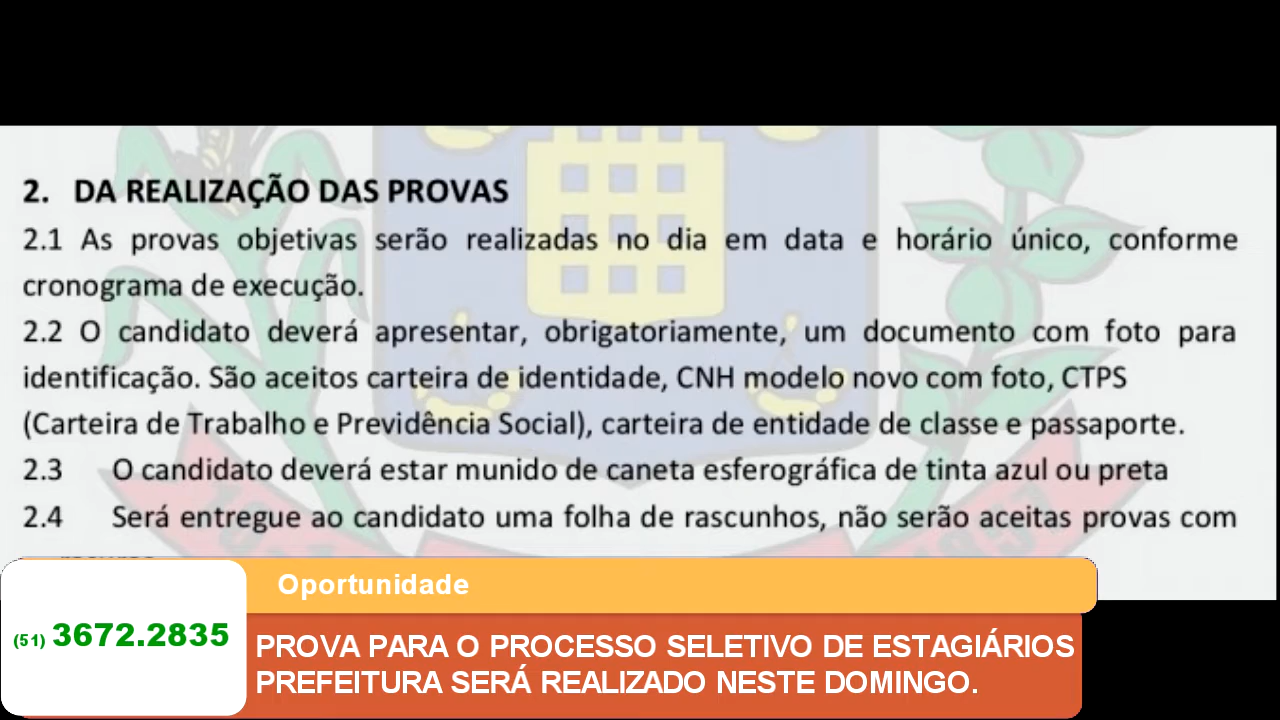 2. DA REALIZAÇÃO DAS PROVAS
2.1 As provas objetivas serão realizadas no dia em data e horário único, conforme
cronograma de execução.
2.2 O candidato deverá apresentar, obrigatoriamente, um documento com foto para
identificação. São aceitos carteira de identidade, CNH modelo novo com foto, CTPS
(Carteira de Trabalho e Previdência Social), carteira de entidade de classe e passaporte.
2.3 O candidato deverá estar munido de caneta esferográfica de tinta azul ou preta
2.4 Será entregue ao candidato uma folha de rascunhos, não serão aceitas provas com
Oportunidade
(51) 3672.2835
PROVA PARA O PROCESSO SELETIVO DE ESTAGIÁRIOS
PREFEITURA SERÁ REALIZADO NESTE DOMINGO.